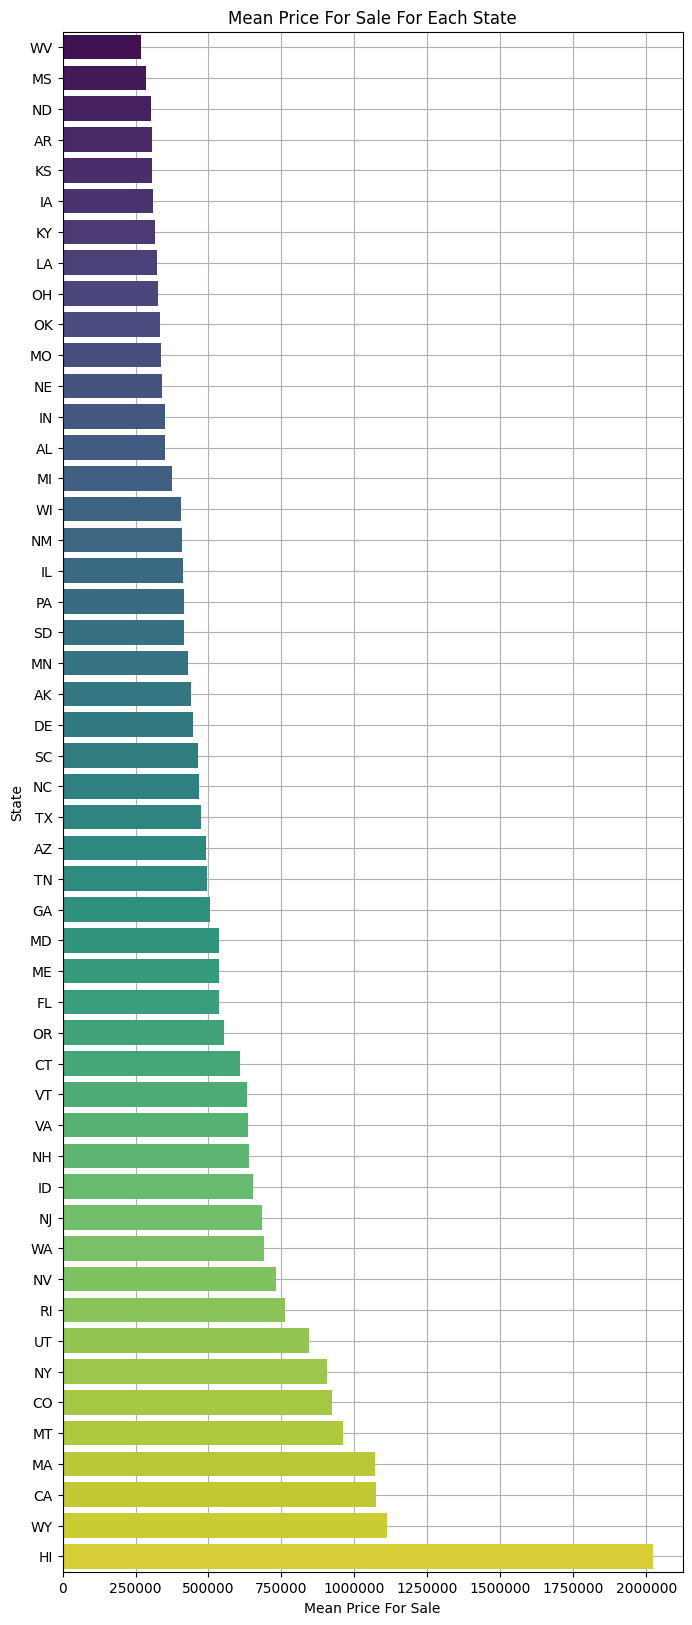 Mean Price For Sale For Each State
WV
MS
ND
AR
KS
IA
KY
LA
OH
OK
MO
NE
IN
AL
MI
WI
NM
IL
PA
SD
MN
AK
DE
SC
NC
TX
AZ
TN
GA
MD
ME
FL
OR
CT
VT
VA
NH
ID
NJ
WA
NV
RI
UT
NY
CO
MT
MA
CA
WY
HI
State
0 250000 500000 750000 1000000 1250000 1500000 1750000 2000000
Mean Price For Sale